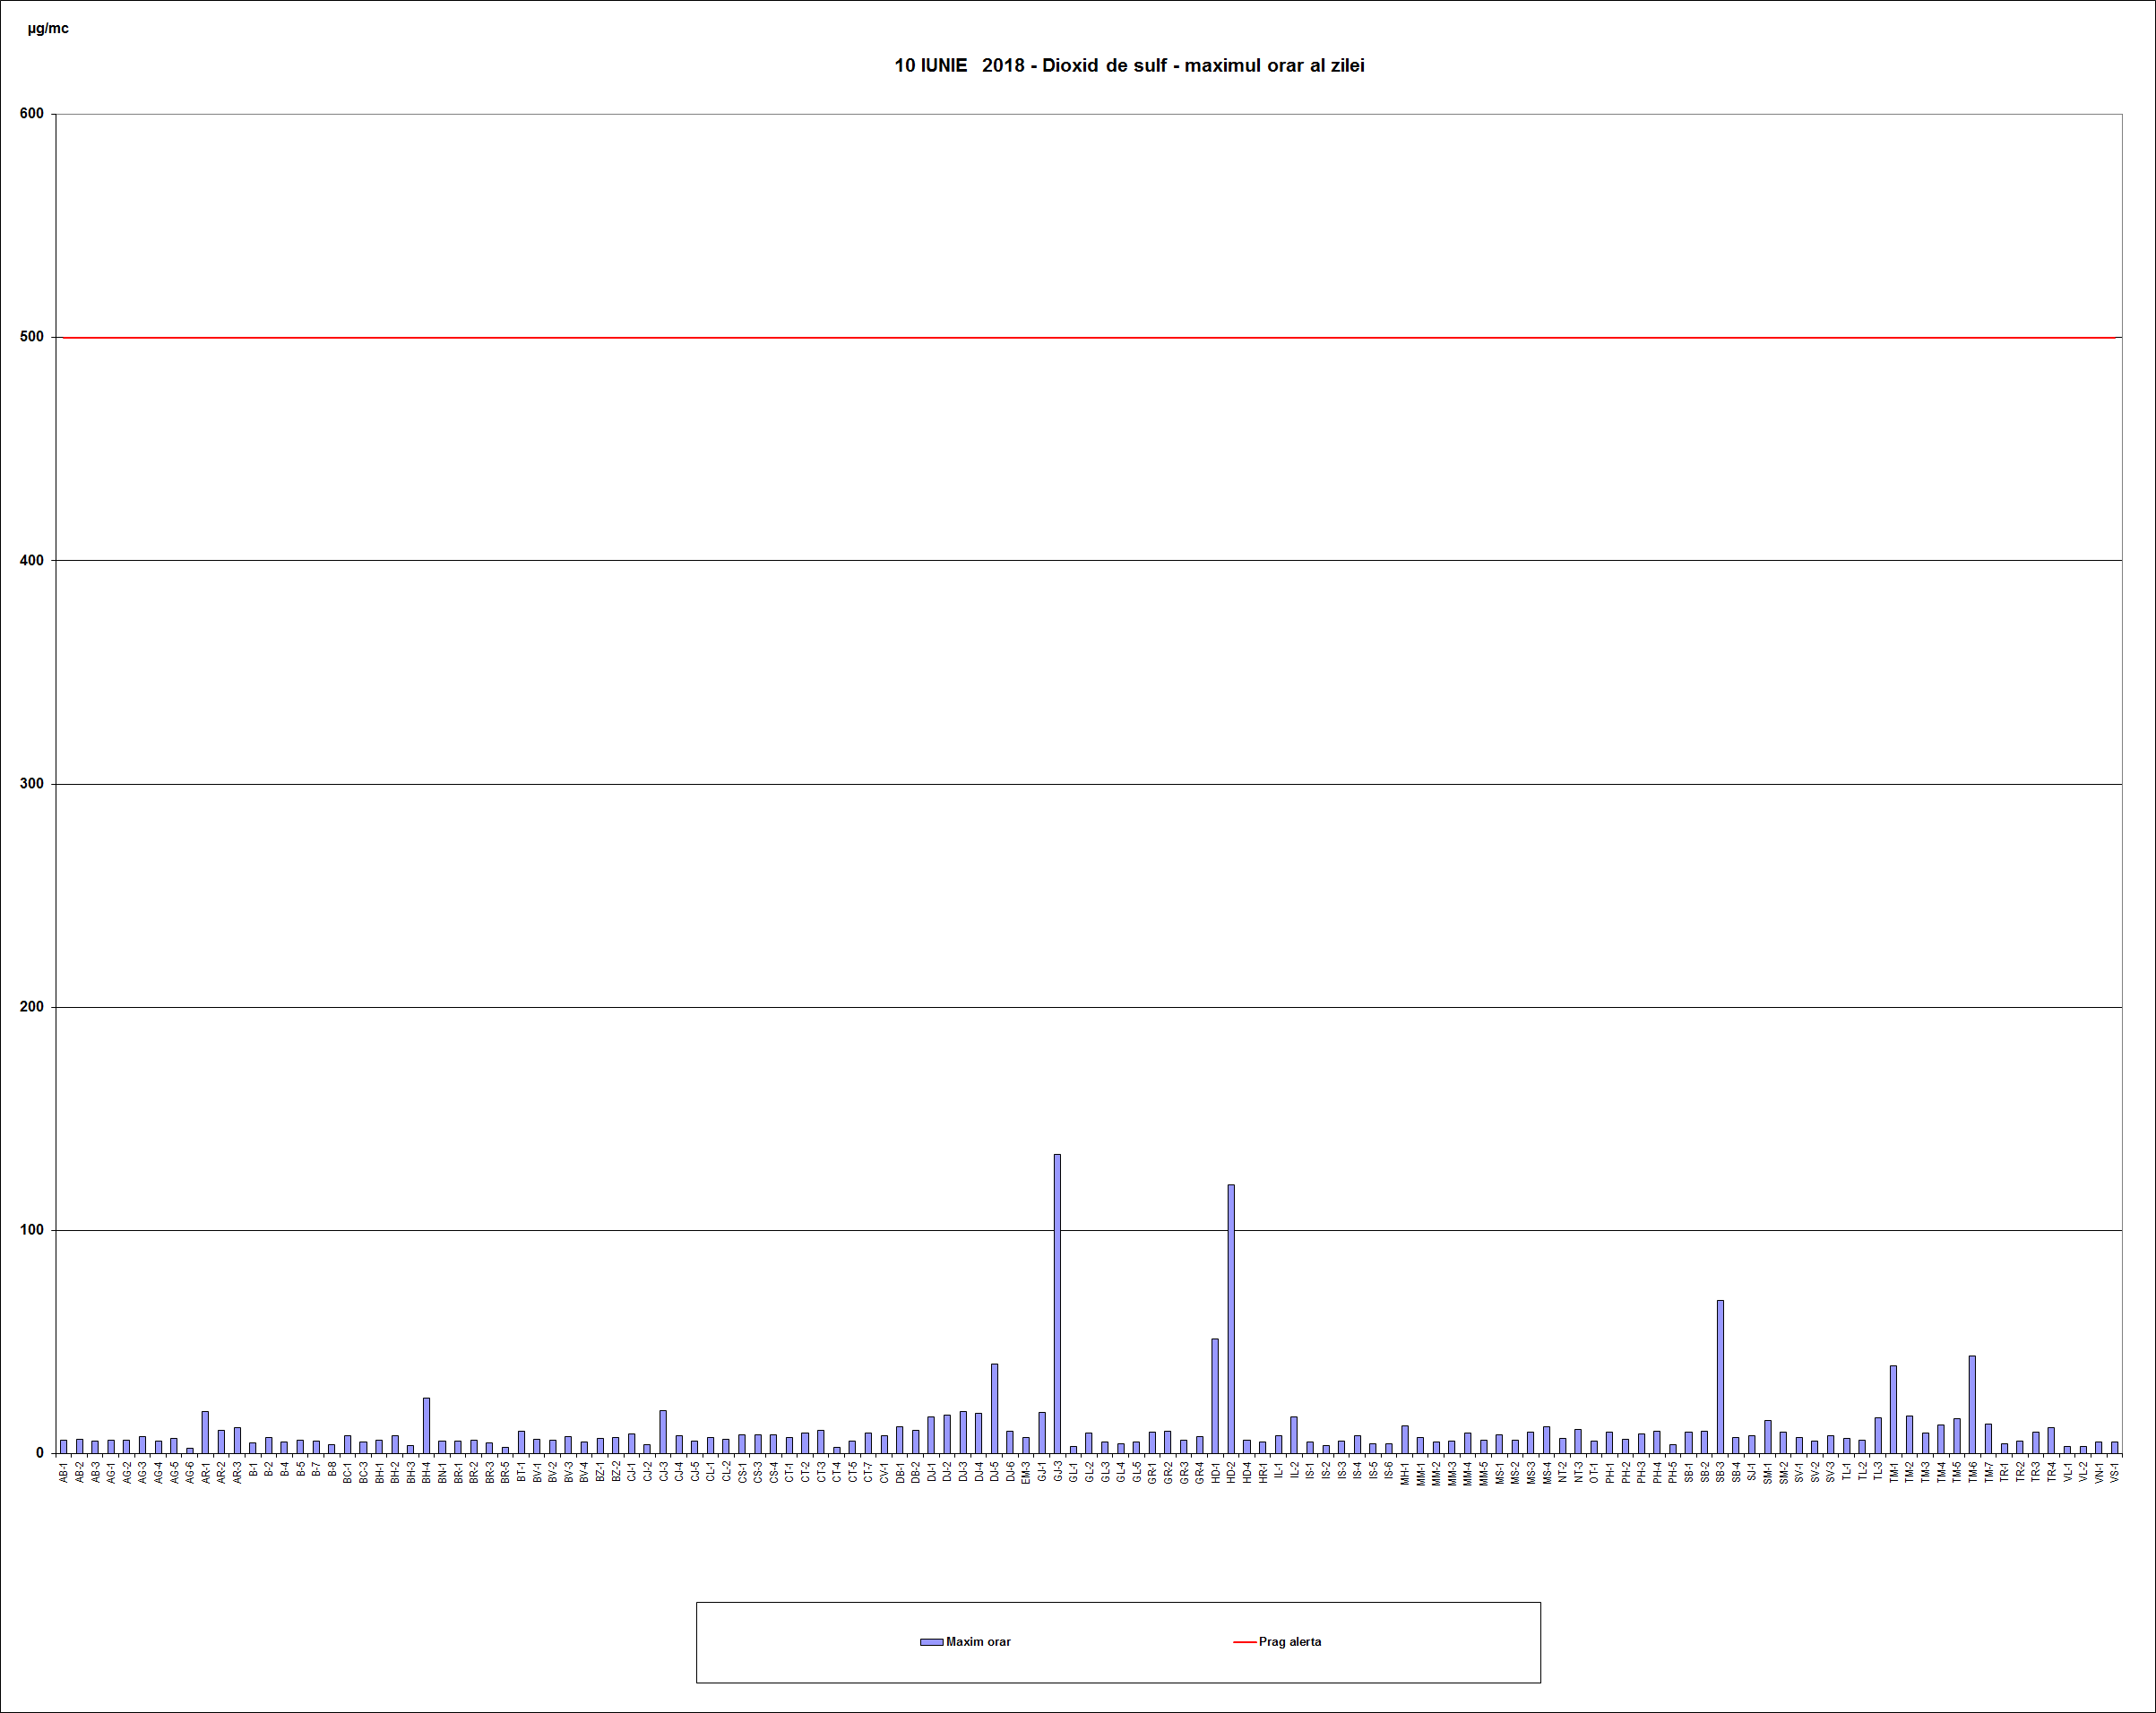 µg/mc
10 IUNIE 2018 - Dioxid de sulf - maximul orar al zilei
600
500
400
300
200
100
0
AB-1 AB-2 AB-3 AG-1 AG-2 AG-3 AG-4 AG-5 AG-6 AR-1 AR-2 AR-3 B-1 B-2 B-4 B-5 B-7 B-8 BC-1 BC-3 BH-1 BH-2 BH-3 BH-4 BN-1 BR-1 BR-2 BR-3 BR-5 BT-1 BV-1 BV-2 BV-3 BV-4 BZ-1 BZ-2 CJ-1 CJ-2 CJ-3 CJ-4 CJ-5 CL-1 CL-2 CS-1 CS-3 CS-4 CT-1 CT-2 CT-3 CT-4 CT-5 CT-7 CV-1 DB-1 DB-2 DJ-1 DJ-2 DJ-3 DJ-4 DJ-5 DJ-6 EM-3 GJ-1 GJ-3 GL-1 GL-2 GL-3 GL-4 GL-5 GR-1 GR-2 GR-3 GR-4 HD-1 HD-2 HD-4 HR-1 IL-1 IL-2 IS-1 IS-2 IS-3 IS-4 IS-5 IS-6 MH-1 MM-1 MM-2 MM-3 MM-4 MM-5 MS-1 MS-2 MS-3 MS-4 NT-2 NT-3 OT-1 PH-1 PH-2 PH-3 PH-4 PH-5 SB-1 SB-2 SB-3 SB-4 SJ-1 SM-1 SM-2 SV-1 SV-2 SV-3 TL-1 TL-2 TL-3 TM-1 TM-2 TM-3 TM-4 TM-5 TM-6 TM-7 TR-1 TR-2 TR-3 TR-4 VL-1 VL-2 VN-1 VS-1
Maxim orar Prag alerta